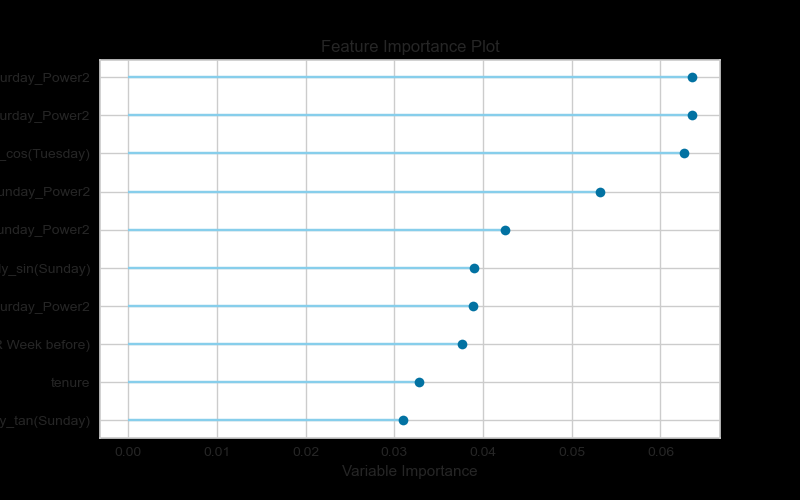 Feature Importance Plot
urday_Power2
urday_Power2
_cos(Tuesday)
unday_Power2
unday_Power2
y_sin(Sunday)
urday_Power2
Week before)
tenure
y_tan(Sunday)
0.00 0.01 0.02 0.03 0.04 0.05 0.06
Variable Importance